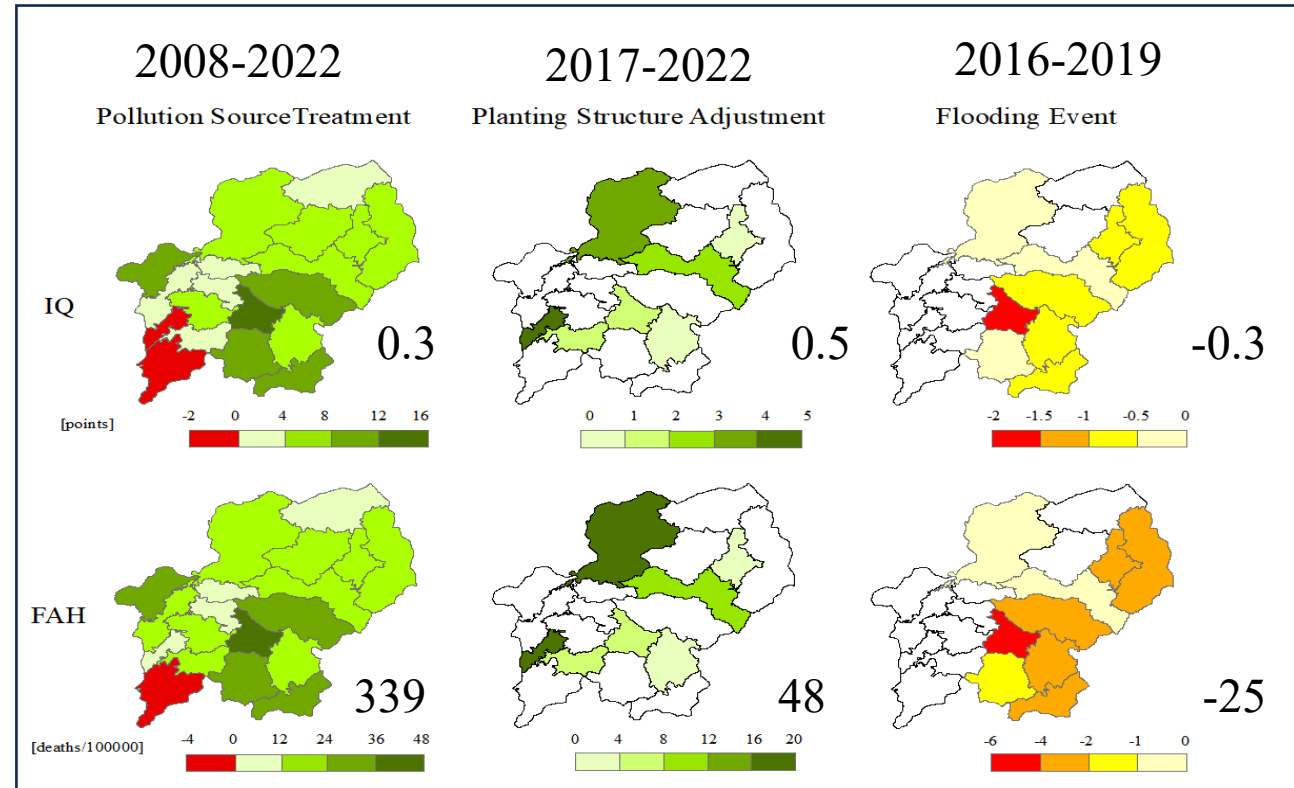 2008-2022 2017-2022 2016-2019
Pollution SourceTreatment Planting Structure Adjustment Flooding Event
IQ
0.3 0.5 -0.3
[points]
-2 0 4 8 12 16
0 1 2 3 4 5
-2 -1.5 -1 -0.5 0
FAH
339 48 -25
[deaths/100000]
-4 0 12 24 36 48
0 4 8 12 16 20
-6 -4 -2 -1 0